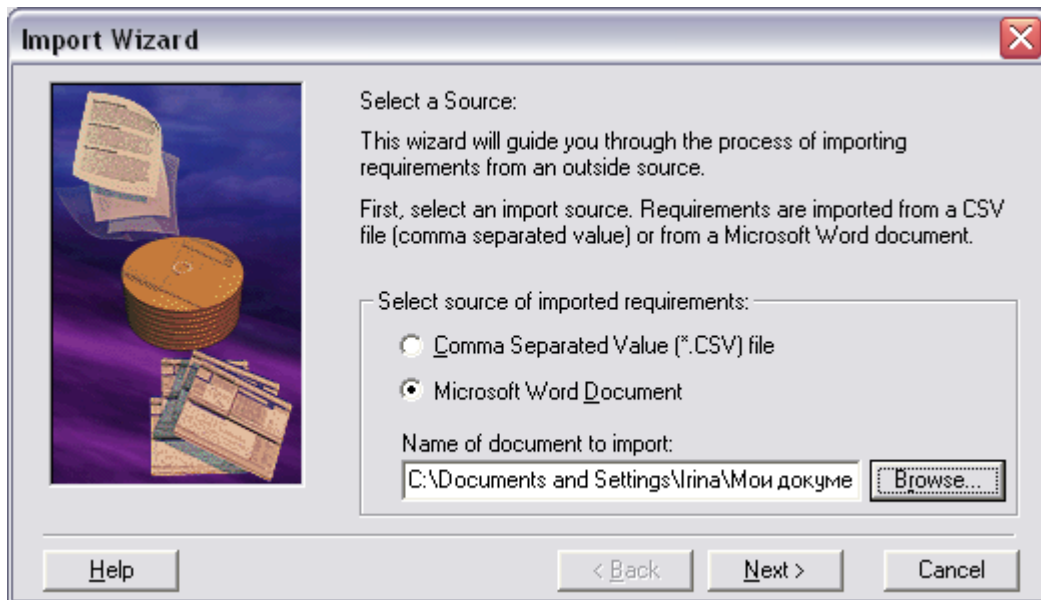 Import Wizard
Select a Source:
This wizard will guide you through the process of importing
requirements from an outside source.
First, select an import source. Requirements are imported from a CSV
file (comma separated value) or from a Microsoft Word document.
Select source of imported requirements:
Comma Separated Value (*.CSV) file
Microsoft Word Document
Name of document to import:
C:\Documents and Settings\Irina\Мои докуме Browse...
Help < Back Next > Cancel